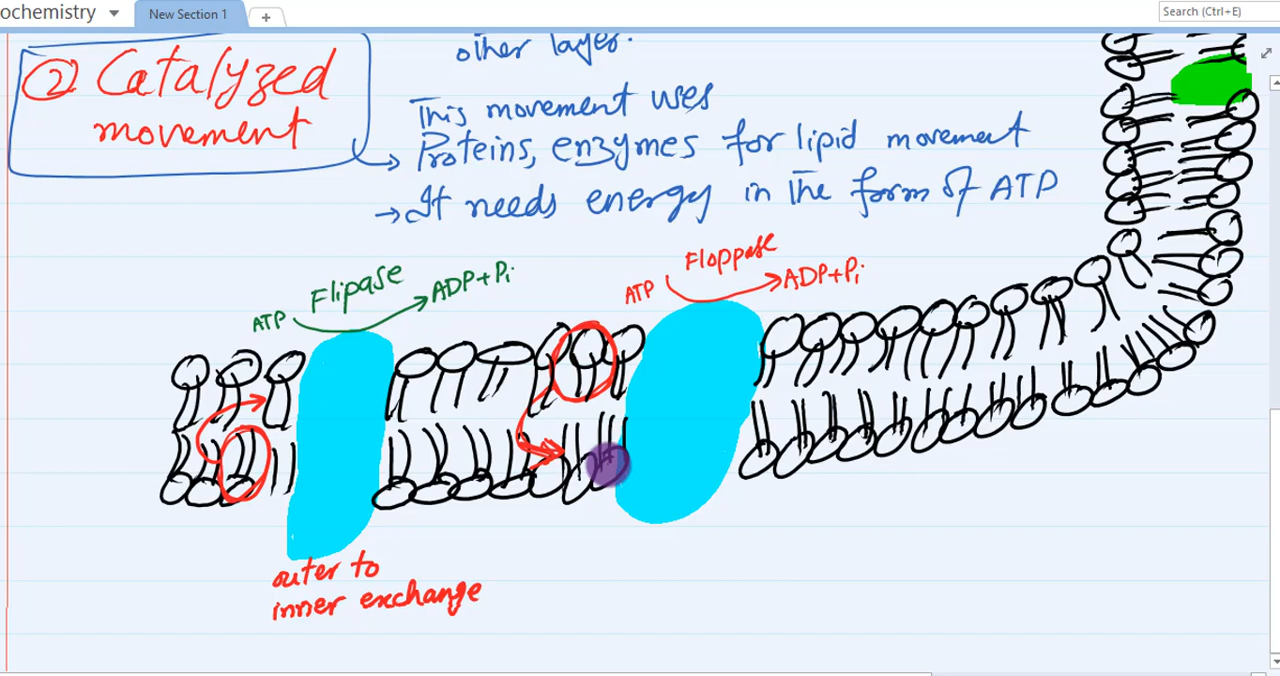 ochemistry
New Section 1
+
Search (Ctrl+E)
other layer.
② Catalyzed
movement
This movement uses
→ Proteins, enzymes for lipid movement
→ It needs energy in the form of ATP
ATP Flipase ADP+Pi
ATP Floppase ADP+Pi
outer to
inner exchange